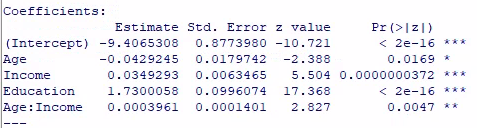 Coefficients:
Estimate Std. Error z value Pr(>|z|)
(Intercept) -9.4065308 0.8773980 -10.721 < 2e-16 ***
Age -0.0429245 0.0179742 -2.388 0.0169 *
Income 0.0349293 0.0063465 5.504 0.0000000372 ***
Education 1.7300058 0.0996074 17.368 < 2e-16 ***
Age:Income 0.0003961 0.0001401 2.827 0.0047 **
---